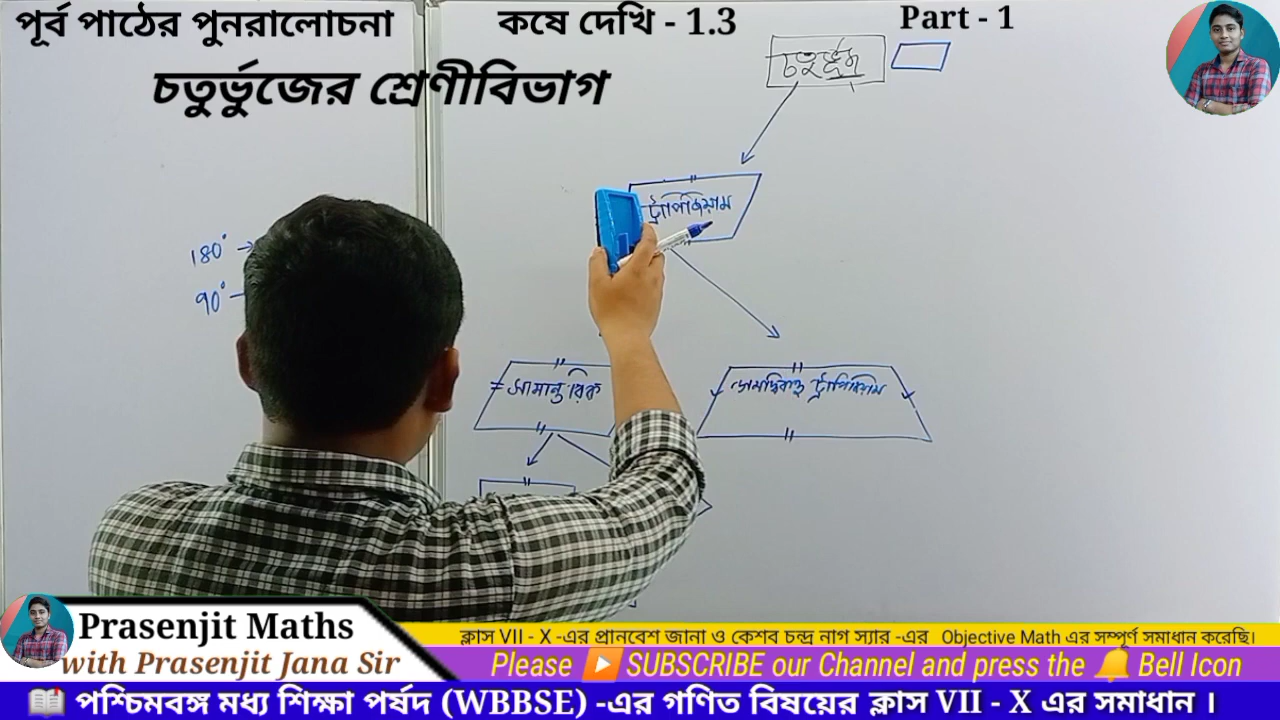 পূর্ব পাঠের পুনরালোচনা
কষে দেখি - 1.3
Part - 1
চতুর্ভুজের শ্রেণীবিভাগ
চতুর্ভুজ
ট্রাপিজিয়াম
180°
90°
সামান্তরিক
সমদ্বিবাহু ট্রাপিজিয়াম
Prasenjit Maths
with Prasenjit Jana Sir
ক্লাস VII - X -এর প্রানবেশ জানা ও কেশব চন্দ্র নাগ স্যার -এর Objective Math এর সম্পূর্ণ সমাধান করেছি।
Please SUBSCRIBE our Channel and press the Bell Icon
পশ্চিমবঙ্গ মধ্য শিক্ষা পর্ষদ (WBBSE) -এর গণিত বিষয়ের ক্লাস VII - X এর সমাধান ।